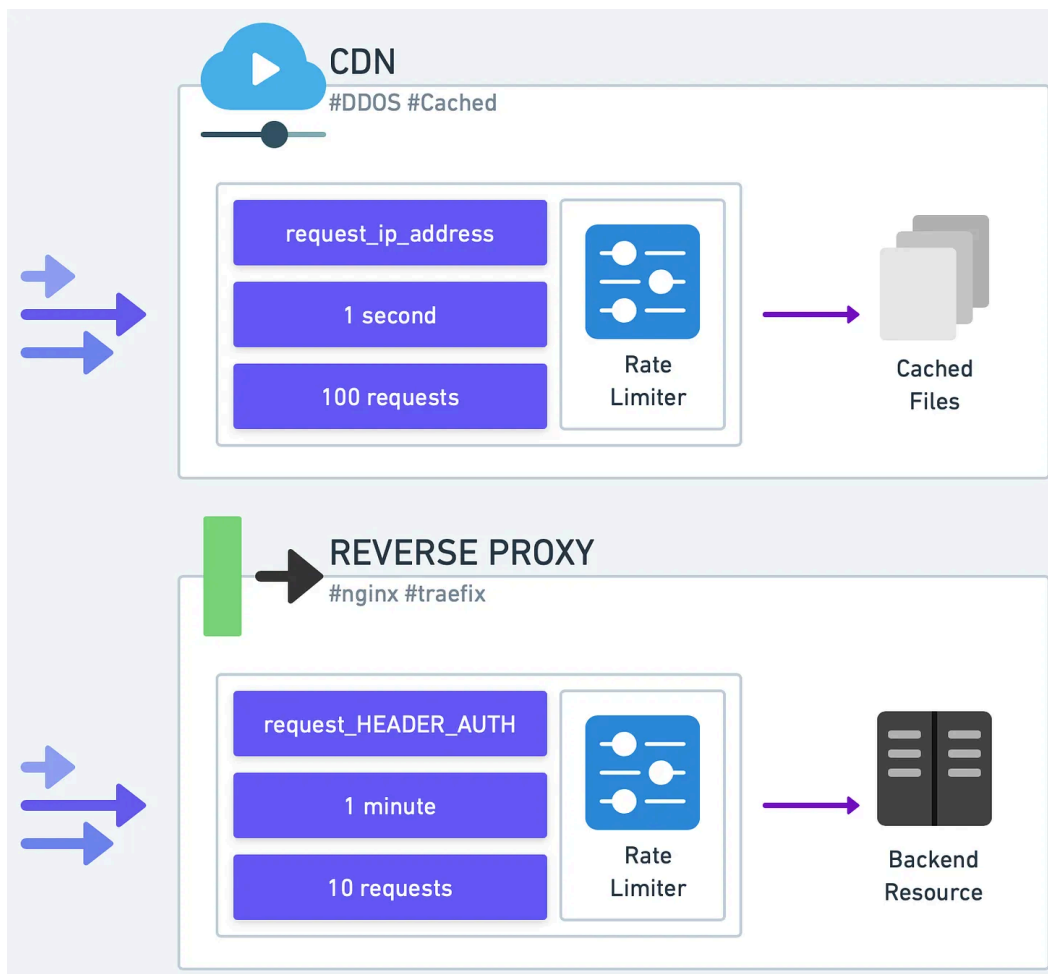 CDN
#DDOS #Cached
request_ip_address
1 second
100 requests
Rate
Limiter
Cached
Files
REVERSE PROXY
#nginx #traefix
request_HEADER_AUTH
1 minute
10 requests
Rate
Limiter
Backend
Resource